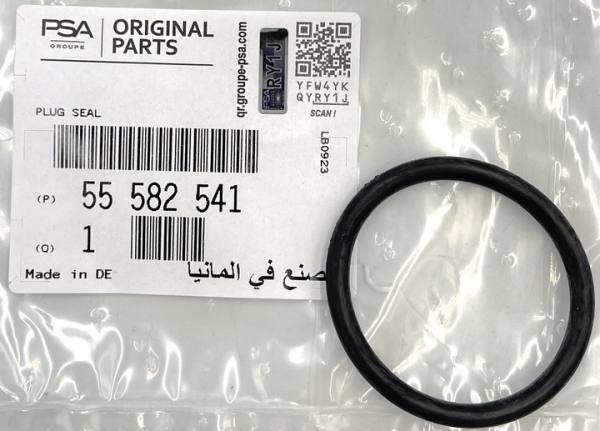 PSA
GROUPE
ORIGINAL
PARTS
qr.groupe-psa.com
PSA
RY1J
YFW4YK
QYRY1J
SCAN!
PLUG SEAL
LB0923
(P) 55 582 541
(Q) 1
Made in DE
صنع في المانيا